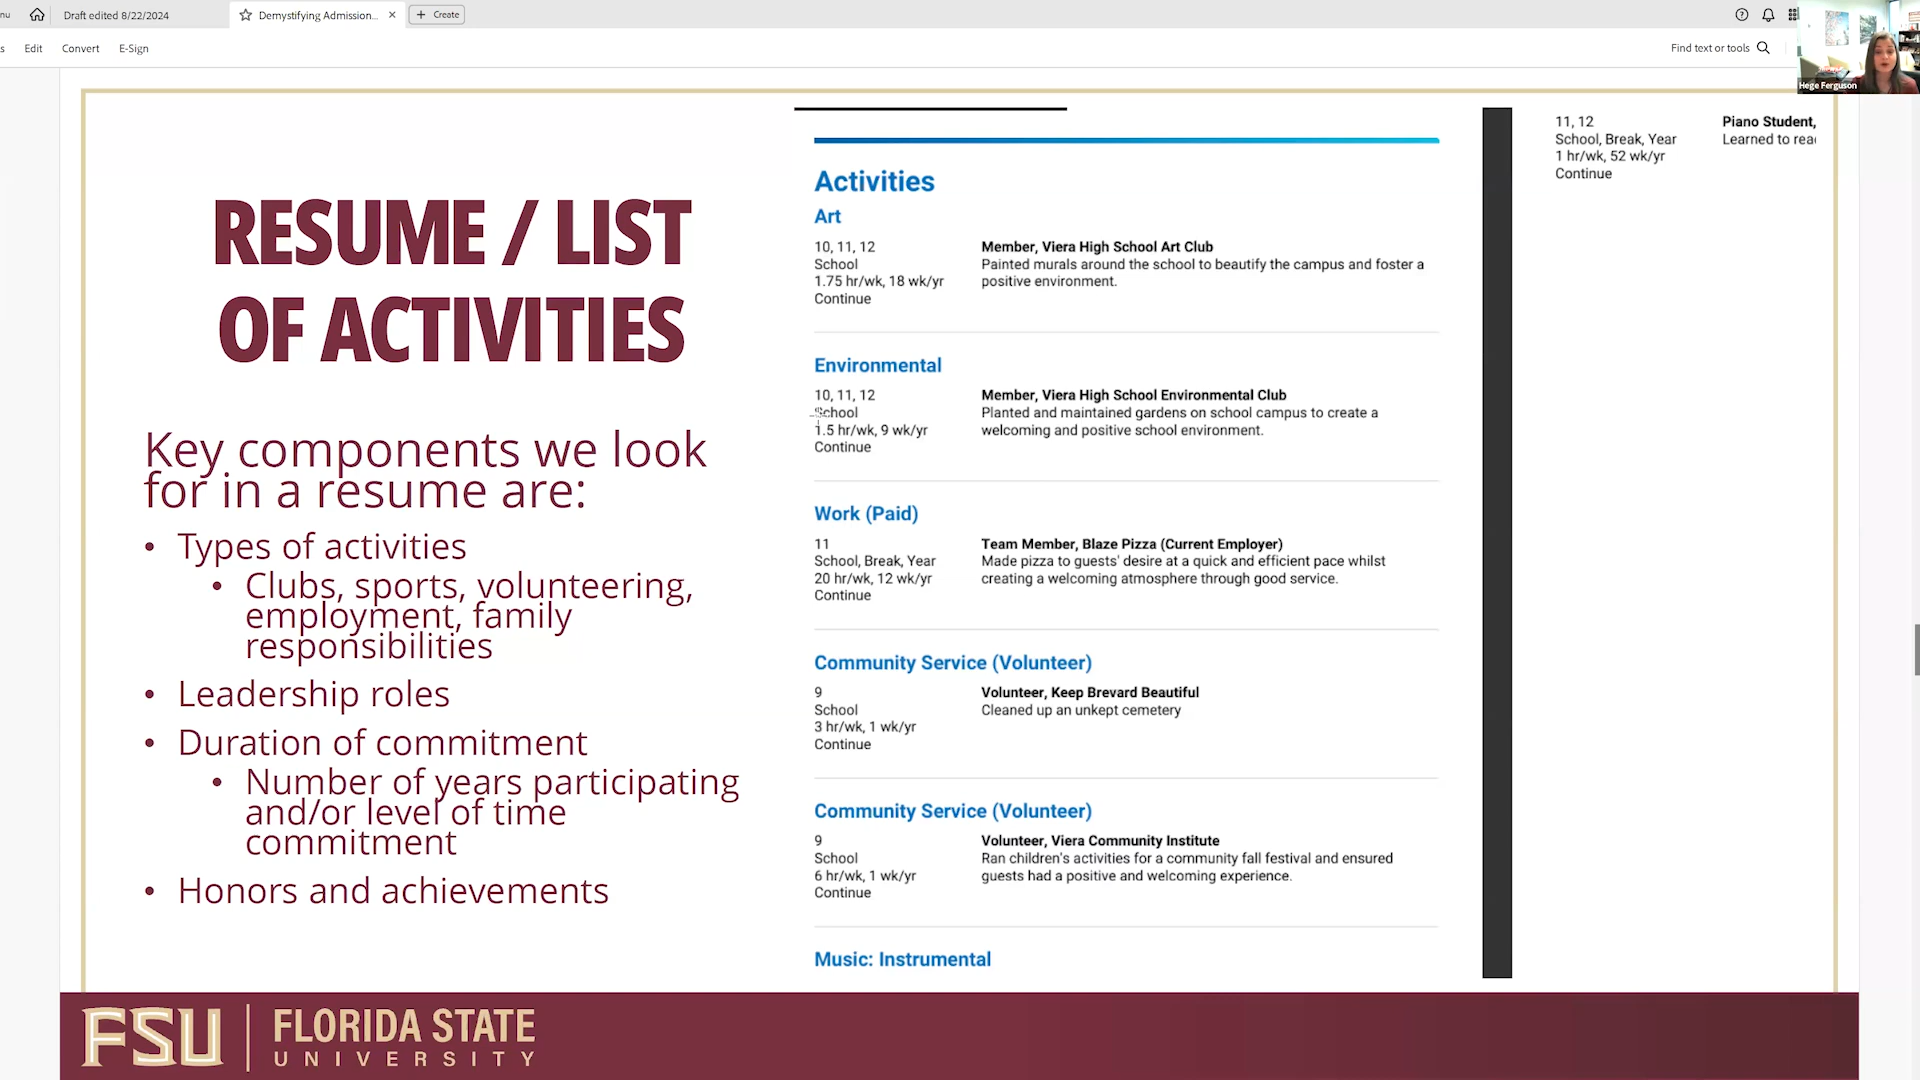 nu
Draft edited 8/22/2024
Demystifying Admission...
Create
s
Edit
Convert
E-Sign
Find text or tools
Hege Ferguson
RESUME / LIST
OF ACTIVITIES
Key components we look
for in a resume are:
• Types of activities
• Clubs, sports, volunteering,
employment, family
responsibilities
• Leadership roles
• Duration of commitment
• Number of years participating
and/or level of time
commitment
• Honors and achievements
Activities
Art
10, 11, 12
School
1.75 hr/wk, 18 wk/yr
Continue
Member, Viera High School Art Club
Painted murals around the school to beautify the campus and foster a
positive environment.
Environmental
10, 11, 12
School
1.5 hr/wk, 9 wk/yr
Continue
Member, Viera High School Environmental Club
Planted and maintained gardens on school campus to create a
welcoming and positive school environment.
Work (Paid)
11
School, Break, Year
20 hr/wk, 12 wk/yr
Continue
Team Member, Blaze Pizza (Current Employer)
Made pizza to guests' desire at a quick and efficient pace whilst
creating a welcoming atmosphere through good service.
Community Service (Volunteer)
9
School
3 hr/wk, 1 wk/yr
Continue
Volunteer, Keep Brevard Beautiful
Cleaned up an unkept cemetery
Community Service (Volunteer)
9
School
6 hr/wk, 1 wk/yr
Continue
Volunteer, Viera Community Institute
Ran children's activities for a community fall festival and ensured
guests had a positive and welcoming experience.
Music: Instrumental
11, 12
School, Break, Year
1 hr/wk, 52 wk/yr
Continue
Piano Student,
Learned to rea
FSU
FLORIDA STATE
UNIVERSITY